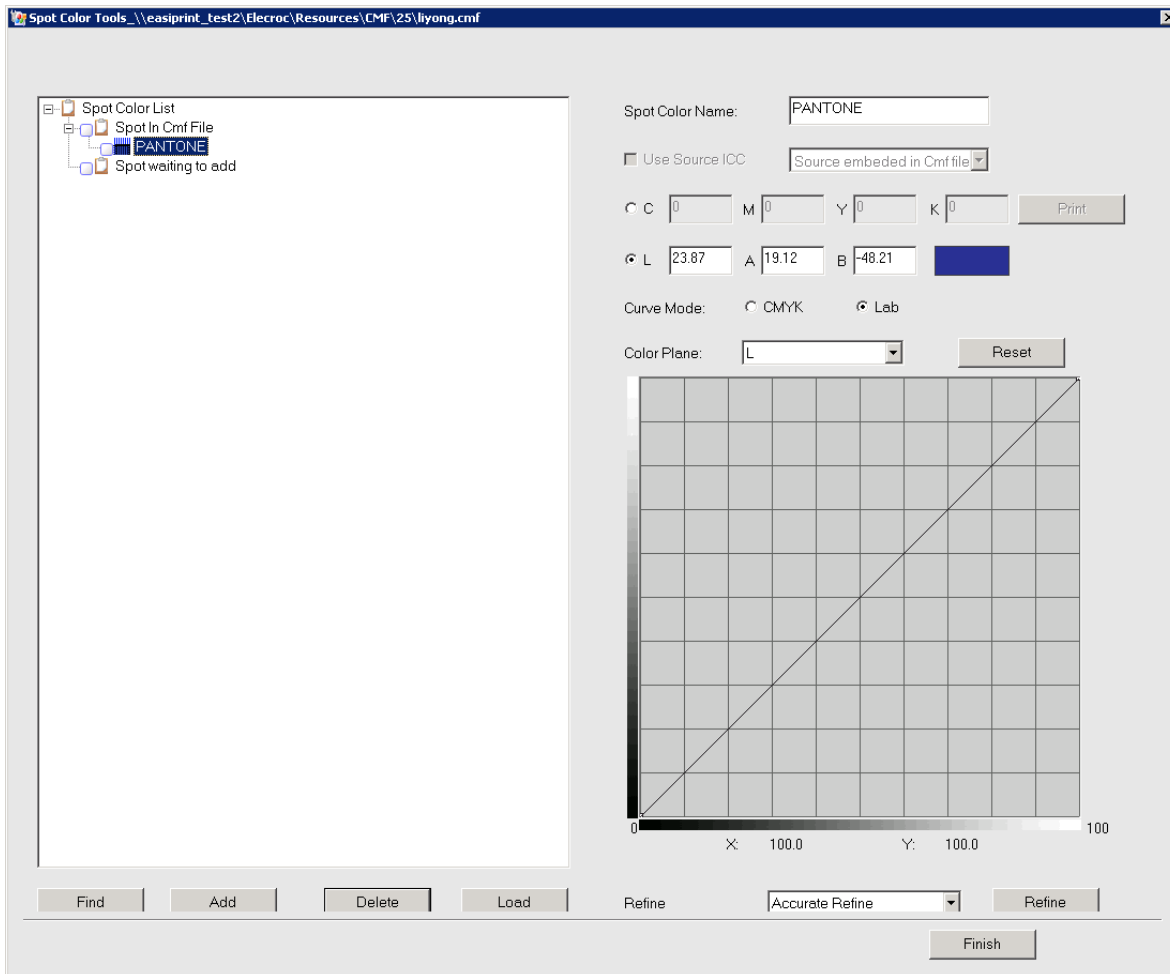 Spot Color Tools_\\easiprint_test2\Elecroc\Resources\CMF\25\liyong.cmf
Spot Color List
Spot In Cmf File
PANTONE
Spot waiting to add
Spot Color Name: PANTONE
Use Source ICC Source embeded in Cmf file
C 0 M 0 Y 0 K 0 Print
L 23.87 A 19.12 B -48.21
Curve Mode: CMYK Lab
Color Plane: L Reset
0 100
X: 100.0 Y: 100.0
Find Add Delete Load
Refine Accurate Refine Refine
Finish